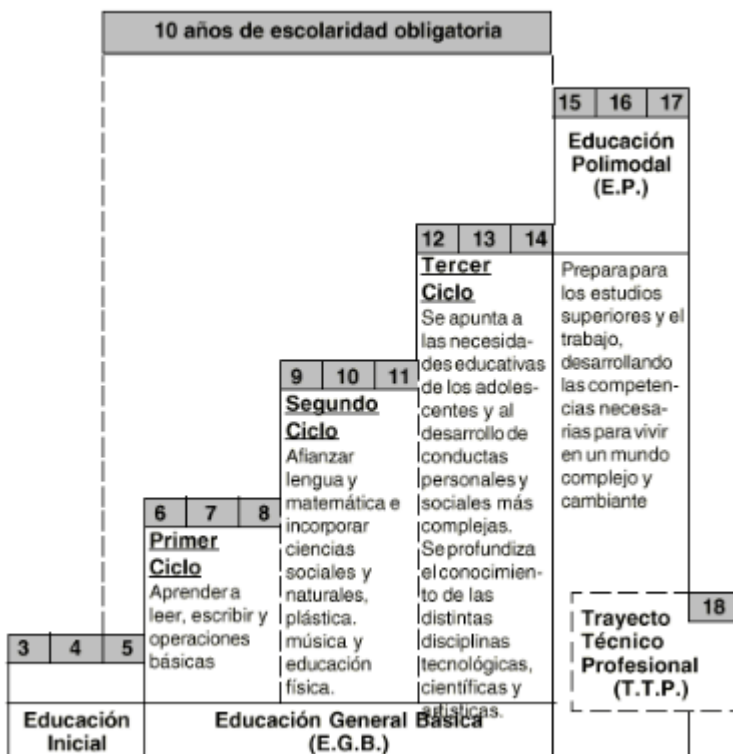 10 años de escolaridad obligatoria
15 16 17
Educación
Polimodal
(E.P.)
Prepara para
los estudios
superiores y el
trabajo,
desarrollando
las competen-
cias necesa-
rias para vivir
en un mundo
complejo y
cambiante
12 13 14
Tercer
Ciclo
Se apunta a
las necesida-
des educativas
de los adoles-
centes y al
desarrollo de
conductas
personales y
sociales más
complejas.
Se profundiza
el conocimien-
to de las
distintas
disciplinas
tecnológicas,
científicas y
artísticas.
9 10 11
Segundo
Ciclo
Afianzar
lengua y
matemática e
incorporar
ciencias
sociales y
naturales,
plástica.
música y
educación
física.
6 7 8
Primer
Ciclo
Aprender a
leer, escribir y
operaciones
básicas
3 4 5
18
Trayecto
Técnico
Profesional
(T.T.P.)
Educación
Inicial
Educación General Básica
(E.G.B.)